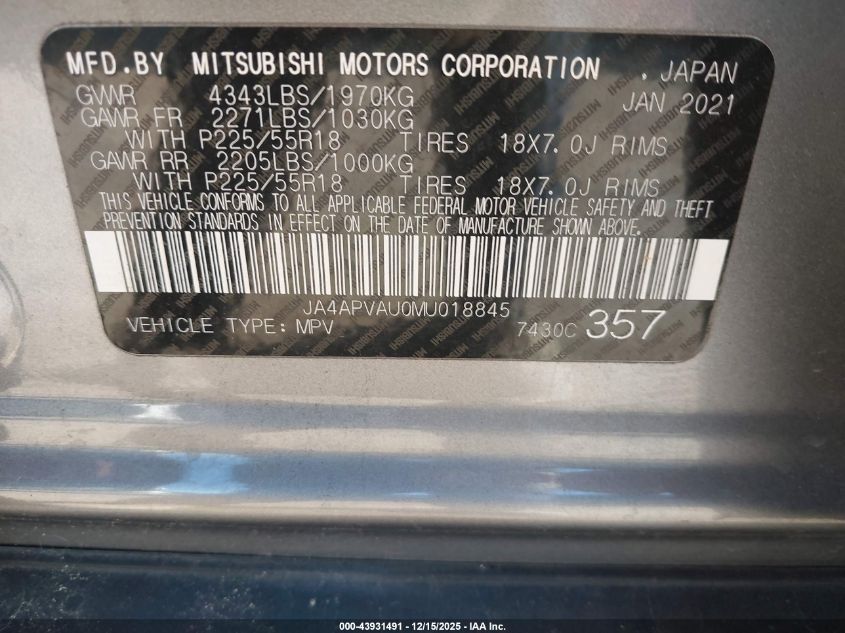 MFD.BY MITSUBISHI MOTORS CORPORATION . JAPAN
GVWR 4343LBS/1970KG JAN 2021
GAWR FR 2271LBS/1030KG
WITH P225/55R18 TIRES 18X7.0J RIMS
GAWR RR 2205LBS/1000KG
WITH P225/55R18 TIRES 18X7.0J RIMS
THIS VEHICLE CONFORMS TO ALL APPLICABLE FEDERAL MOTOR VEHICLE SAFETY AND THEFT
PREVENTION STANDARDS IN EFFECT ON THE DATE OF MANUFACTURE SHOWN ABOVE.
JA4APVAU0MU018845
VEHICLE TYPE: MPV 7430C 357
000-43931491 - 12/15/2025 - IAA Inc.